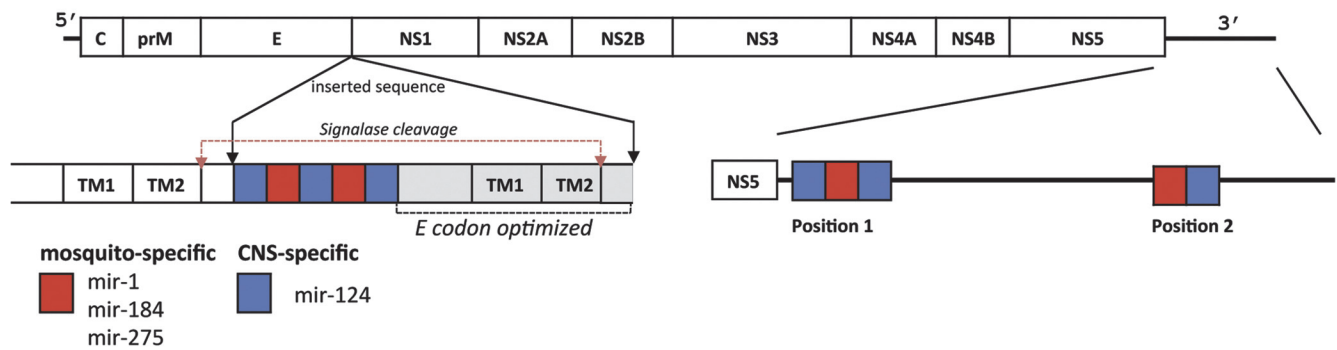 5′ 3′
C prM E NS1 NS2A NS2B NS3 NS4A NS4B NS5
inserted sequence
Signalase cleavage
TM1 TM2 TM1 TM2 NS5
E codon optimized
Position 1 Position 2
mosquito-specific CNS-specific
mir-1
mir-184
mir-275
mir-124